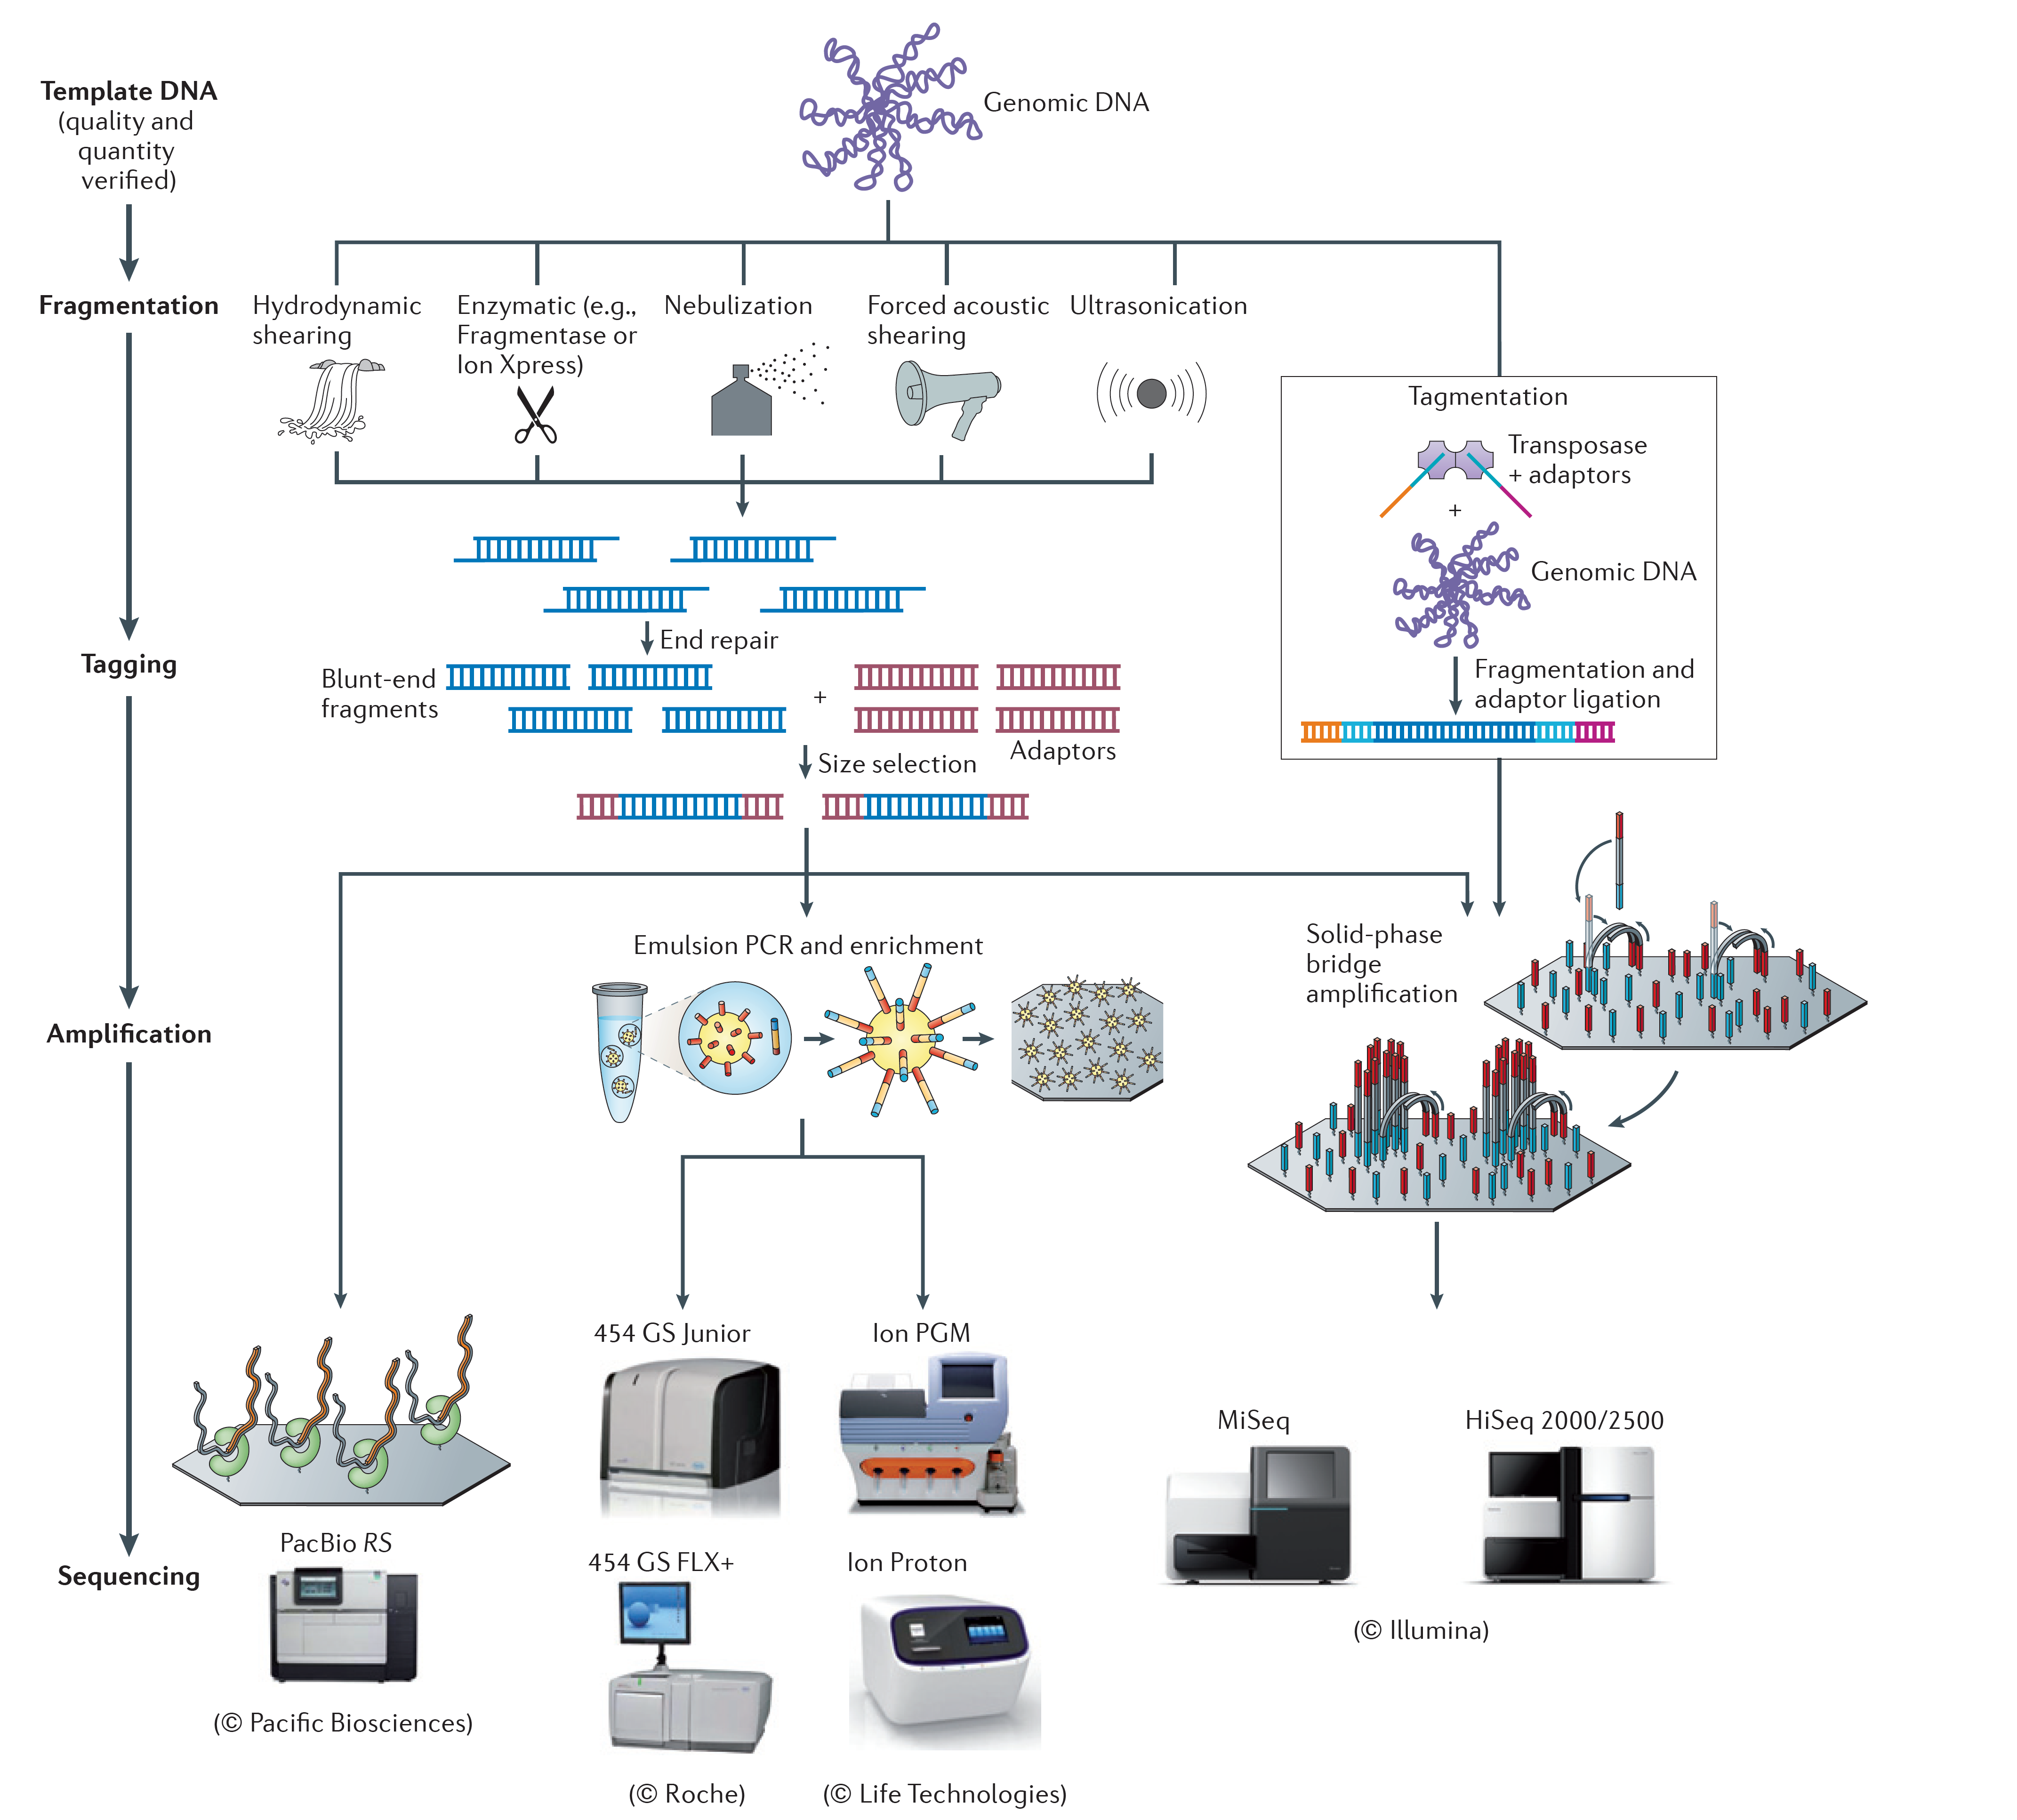 Template DNA
(quality and
quantity
verified)
Genomic DNA
Fragmentation
Hydrodynamic
shearing
Enzymatic (e.g.,
Fragmentase or
Ion Xpress)
Nebulization
Forced acoustic
shearing
Ultrasonication
Tagmentation
Transposase
+ adaptors
+
Genomic DNA
Fragmentation and
adaptor ligation
Tagging
End repair
Blunt-end
fragments
+
Adaptors
Size selection
Amplification
Emulsion PCR and enrichment
Solid-phase
bridge
amplification
Sequencing
PacBio RS
(© Pacific Biosciences)
454 GS Junior
454 GS FLX+
(© Roche)
Ion PGM
Ion Proton
(© Life Technologies)
MiSeq
HiSeq 2000/2500
(© Illumina)